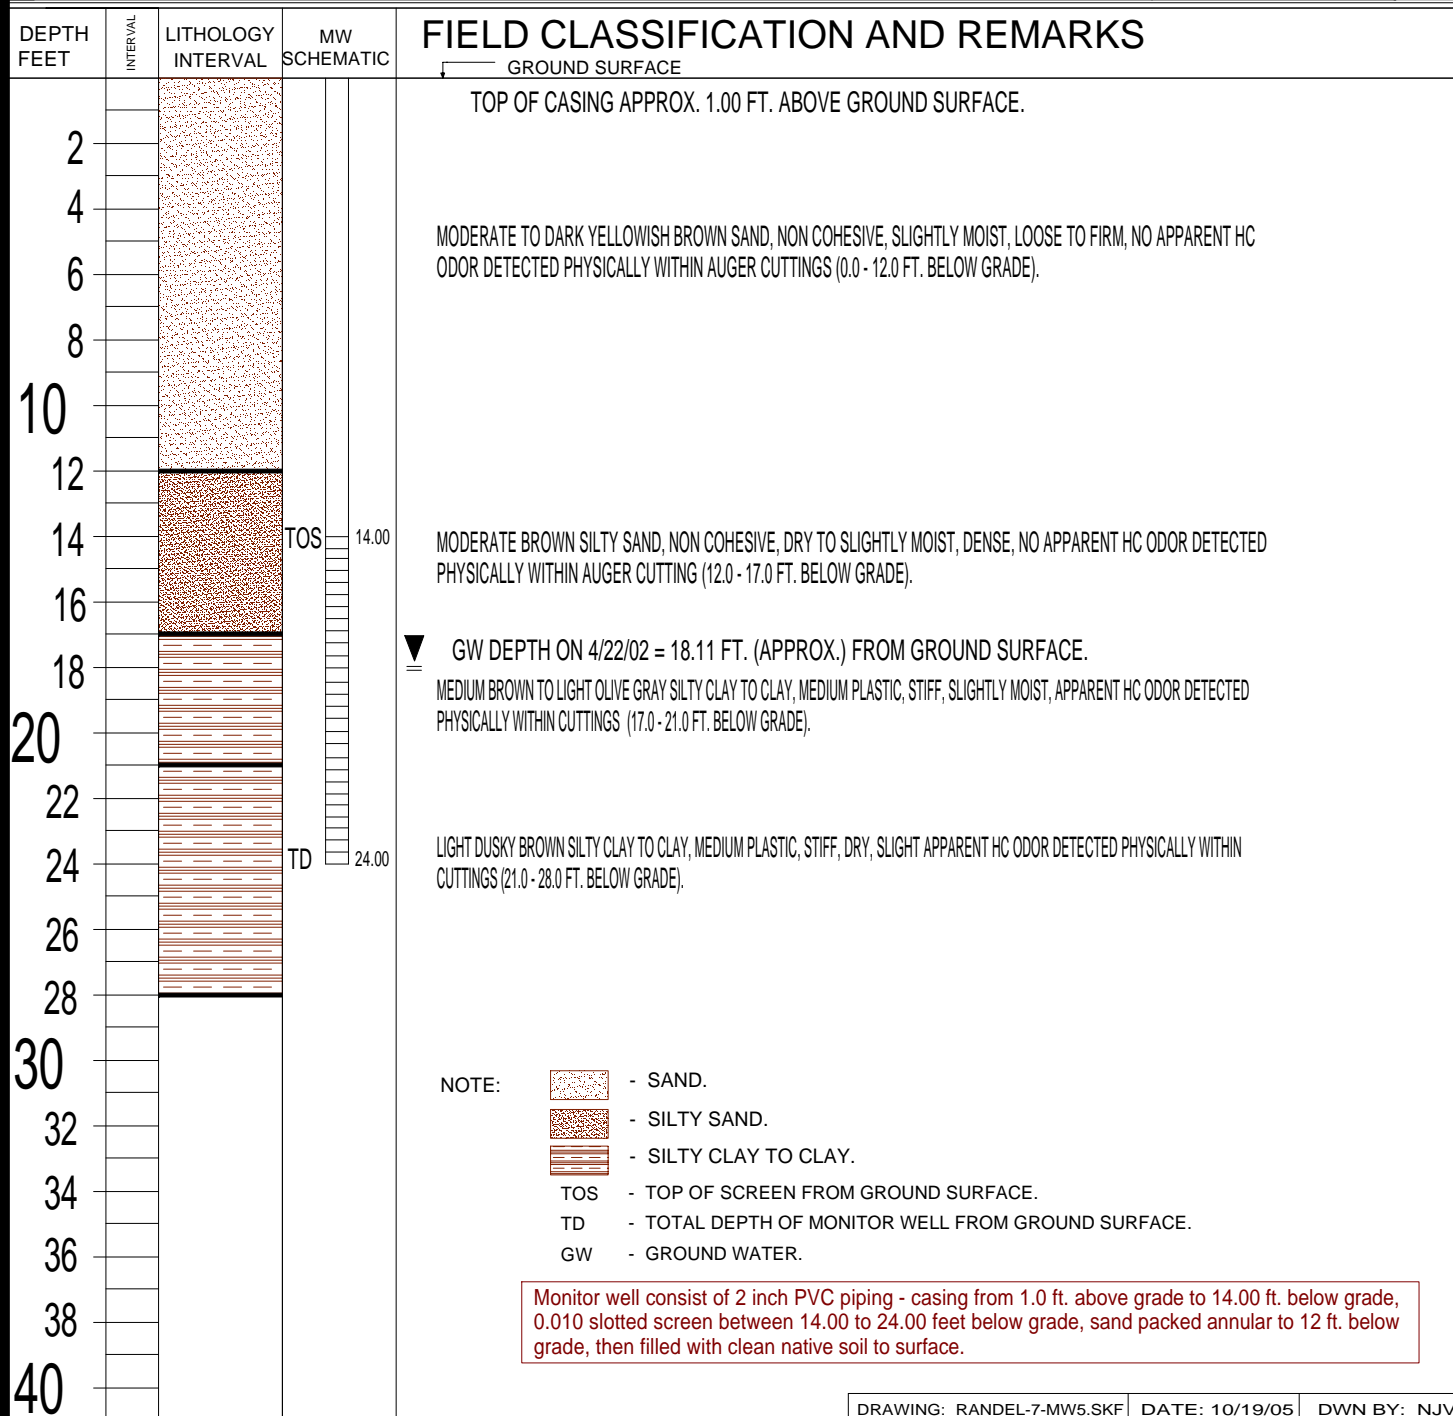 DEPTH FEET
INTERVAL
LITHOLOGY INTERVAL
MW SCHEMATIC
FIELD CLASSIFICATION AND REMARKS
GROUND SURFACE
TOP OF CASING APPROX. 1.00 FT. ABOVE GROUND SURFACE.
2
4
MODERATE TO DARK YELLOWISH BROWN SAND, NON COHESIVE, SLIGHTLY MOIST, LOOSE TO FIRM, NO APPARENT HC
ODOR DETECTED PHYSICALLY WITHIN AUGER CUTTINGS (0.0 - 12.0 FT. BELOW GRADE).
6
8
10
12
14
TOS
14.00
MODERATE BROWN SILTY SAND, NON COHESIVE, DRY TO SLIGHTLY MOIST, DENSE, NO APPARENT HC ODOR DETECTED
PHYSICALLY WITHIN AUGER CUTTING (12.0 - 17.0 FT. BELOW GRADE).
16
GW DEPTH ON 4/22/02 = 18.11 FT. (APPROX.) FROM GROUND SURFACE.
18
MEDIUM BROWN TO LIGHT OLIVE GRAY SILTY CLAY TO CLAY, MEDIUM PLASTIC, STIFF, SLIGHTLY MOIST, APPARENT HC ODOR DETECTED
PHYSICALLY WITHIN CUTTINGS (17.0 - 21.0 FT. BELOW GRADE).
20
22
24
TD
24.00
LIGHT DUSKY BROWN SILTY CLAY TO CLAY, MEDIUM PLASTIC, STIFF, DRY, SLIGHT APPARENT HC ODOR DETECTED PHYSICALLY WITHIN
CUTTINGS (21.0 - 28.0 FT. BELOW GRADE).
26
28
30
32
34
36
38
40
NOTE:
- SAND.
- SILTY SAND.
- SILTY CLAY TO CLAY.
TOS - TOP OF SCREEN FROM GROUND SURFACE.
TD - TOTAL DEPTH OF MONITOR WELL FROM GROUND SURFACE.
GW - GROUND WATER.
Monitor well consist of 2 inch PVC piping - casing from 1.0 ft. above grade to 14.00 ft. below grade,
0.010 slotted screen between 14.00 to 24.00 feet below grade, sand packed annular to 12 ft. below
grade, then filled with clean native soil to surface.
DRAWING: RANDEL-7-MW5.SKF DATE: 10/19/05 DWN BY: NJV